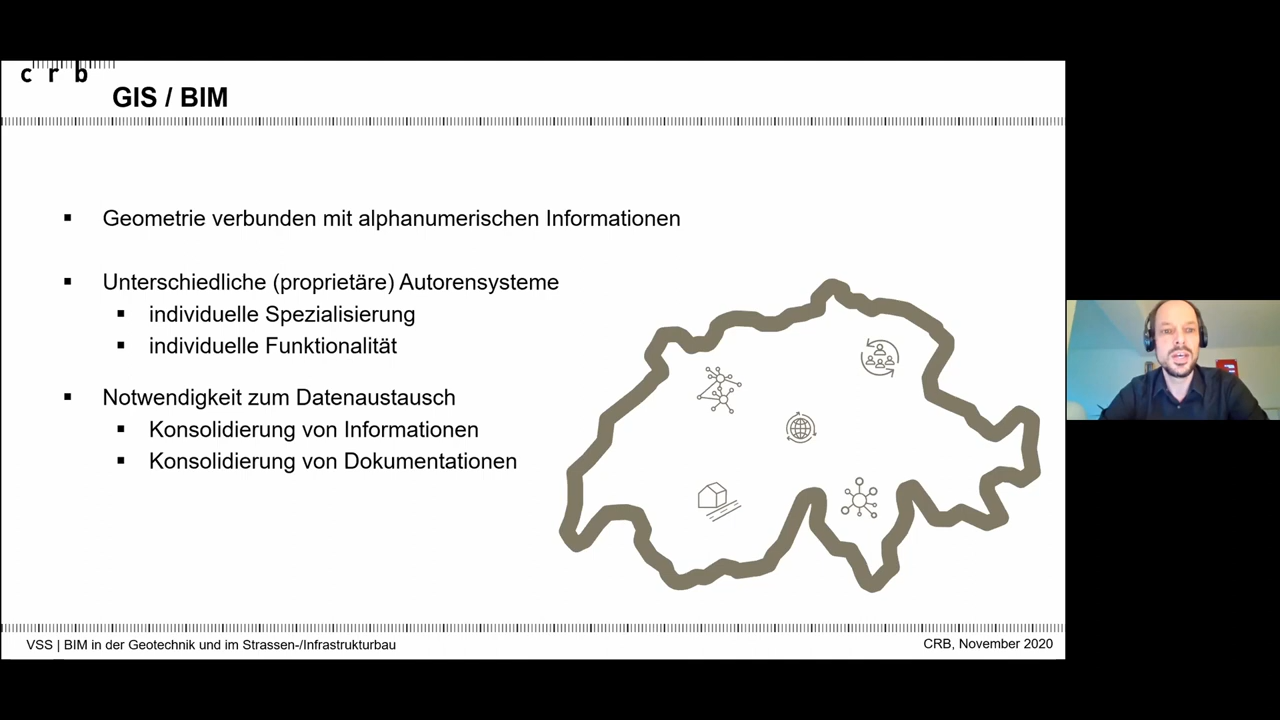 crb
GIS / BIM
▪ Geometrie verbunden mit alphanumerischen Informationen
▪ Unterschiedliche (proprietäre) Autorensysteme
▪ individuelle Spezialisierung
▪ individuelle Funktionalität
▪ Notwendigkeit zum Datenaustausch
▪ Konsolidierung von Informationen
▪ Konsolidierung von Dokumentationen
VSS | BIM in der Geotechnik und im Strassen-/Infrastrukturbau
CRB, November 2020